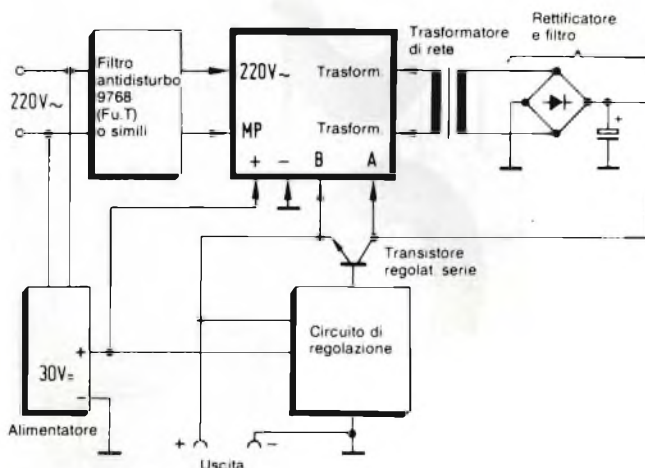 Trasformatore
di rete
Rettificatore
e filtro
Filtro
antidisturbo
9768
(Fu.T)
o simili
220V~
220V~
Trasform.
MP
Trasform.
+ − B A
+
Transistore
regolat. serie
Circuito di
regolazione
+
30V=
−
Alimentatore
+ −
Uscita